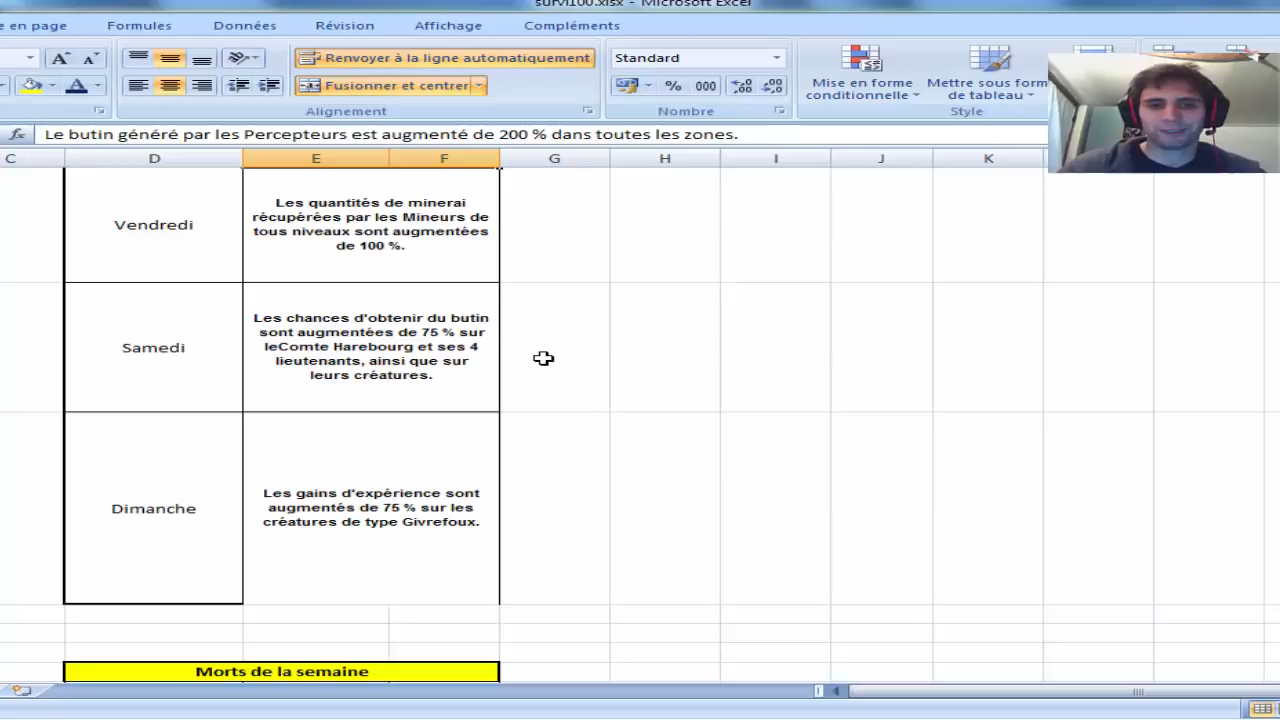 survi100.xlsx - Microsoft Excel
e en page Formules Données Révision Affichage Compléments
Renvoyer à la ligne automatiquement
Standard
Fusionner et centrer
% 000
Mise en forme conditionnelle
Mettre sous form de tableau
Alignement
Nombre
Style
fx Le butin généré par les Percepteurs est augmenté de 200 % dans toutes les zones.
C D E F G H I J K
Vendredi
Les quantités de minerai
récupérées par les Mineurs de
tous niveaux sont augmentées
de 100 %.
Samedi
Les chances d'obtenir du butin
sont augmentées de 75 % sur
leComte Harebourg et ses 4
lieutenants, ainsi que sur
leurs créatures.
Dimanche
Les gains d'expérience sont
augmentés de 75 % sur les
créatures de type Givrefoux.
Morts de la semaine